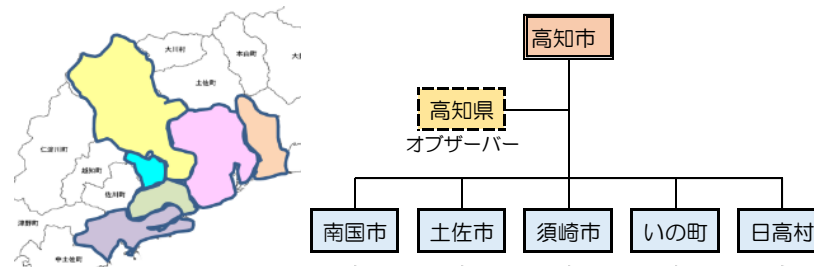 大川村
本山町
土佐町
仁淀川町
越知町
佐川町
津野町
中土佐町
高知市
高知県
オブザーバー
南国市
土佐市
須崎市
いの町
日高村